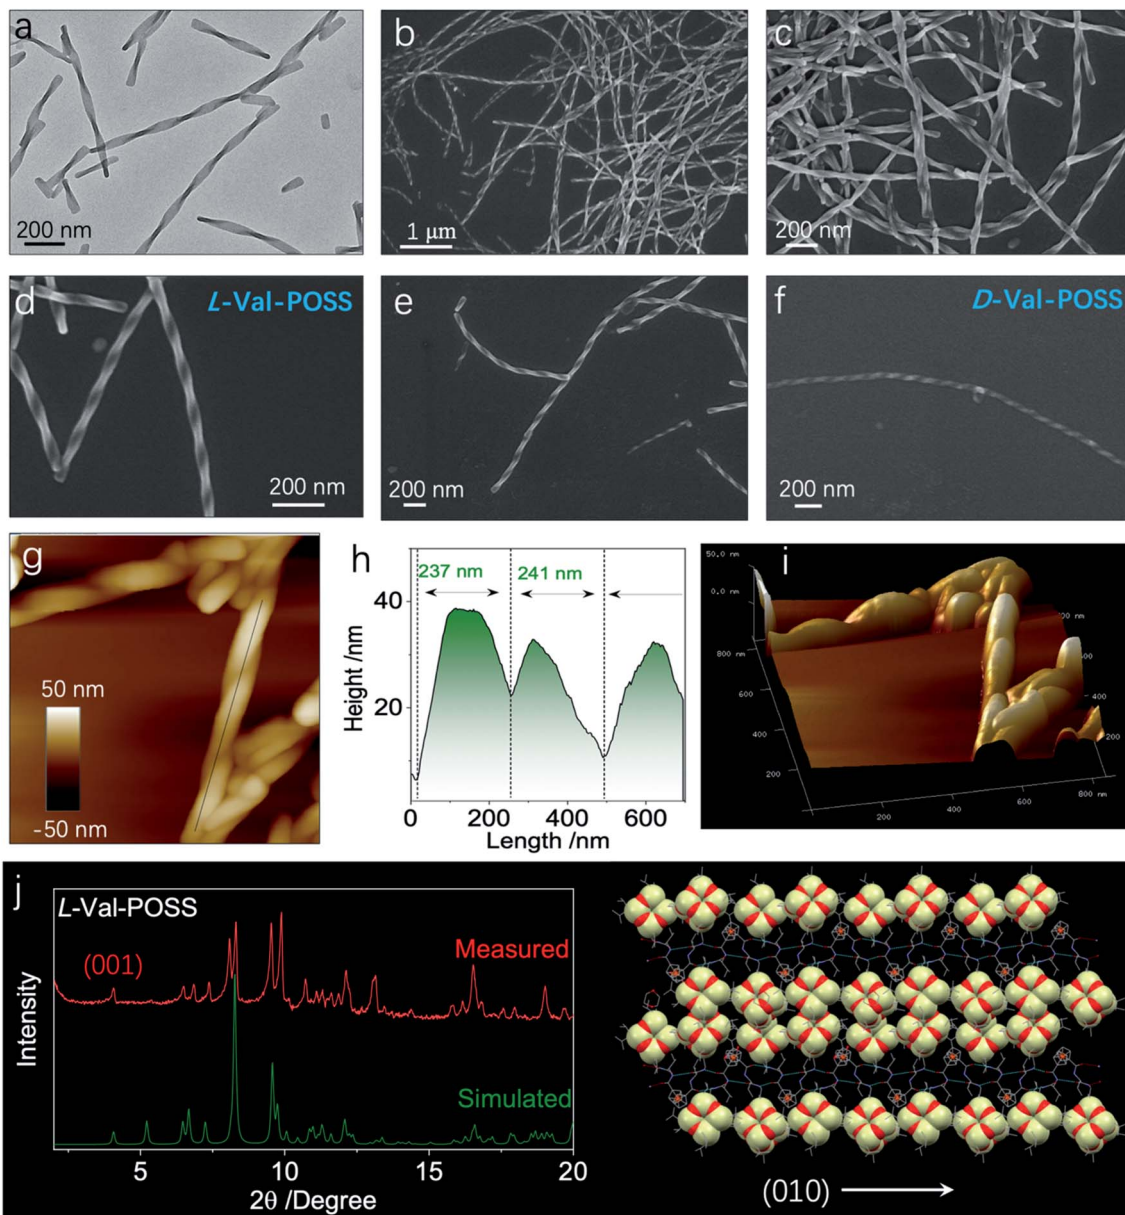 a
200 nm
b
1 μm
c
200 nm
d
L-Val-POSS
200 nm
e
200 nm
f
D-Val-POSS
200 nm
g
50 nm
-50 nm
h
237 nm
241 nm
40
20
Height /nm
0
200
400
600
Length /nm
i
50.0 nm
0.0 nm
800 nm
600
400
200
200
400
600
800 nm
400
200
j
L-Val-POSS
(001)
Measured
Simulated
Intensity
5
10
15
20
2θ /Degree
(010)